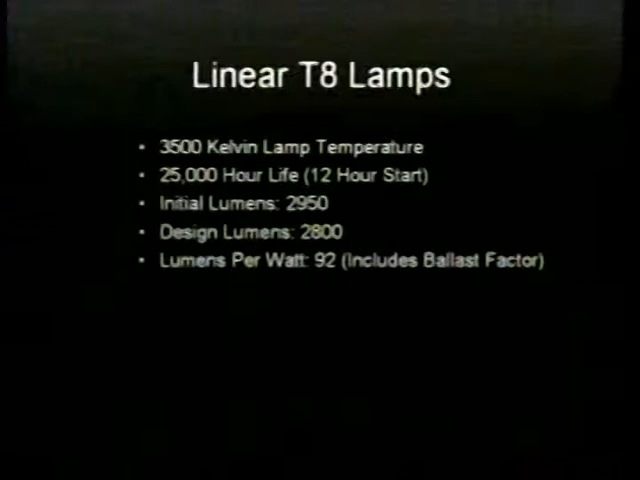 Linear T8 Lamps
• 3500 Kelvin Lamp Temperature
• 25,000 Hour Life (12 Hour Start)
• Initial Lumens: 2950
• Design Lumens: 2800
• Lumens Per Watt: 92 (Includes Ballast Factor)